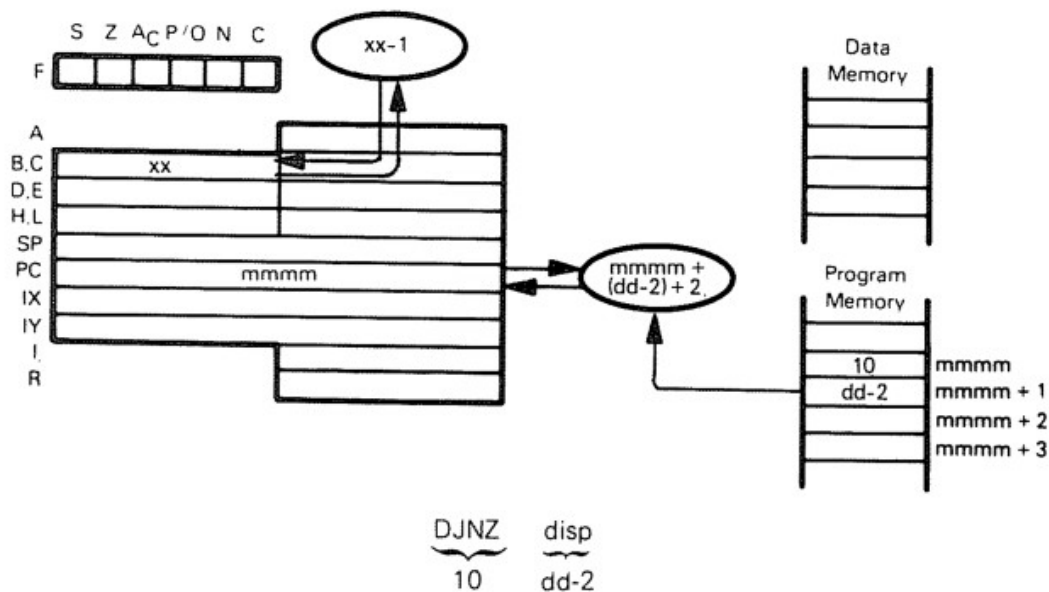 S Z AC P/O N C
F
xx-1
A
B,C xx
D,E
H,L
SP
PC mmmm
IX
IY
I
R
mmmm +
(dd-2) + 2
Data
Memory
Program
Memory
10 mmmm
dd-2 mmmm + 1
mmmm + 2
mmmm + 3
DJNZ disp
10 dd-2